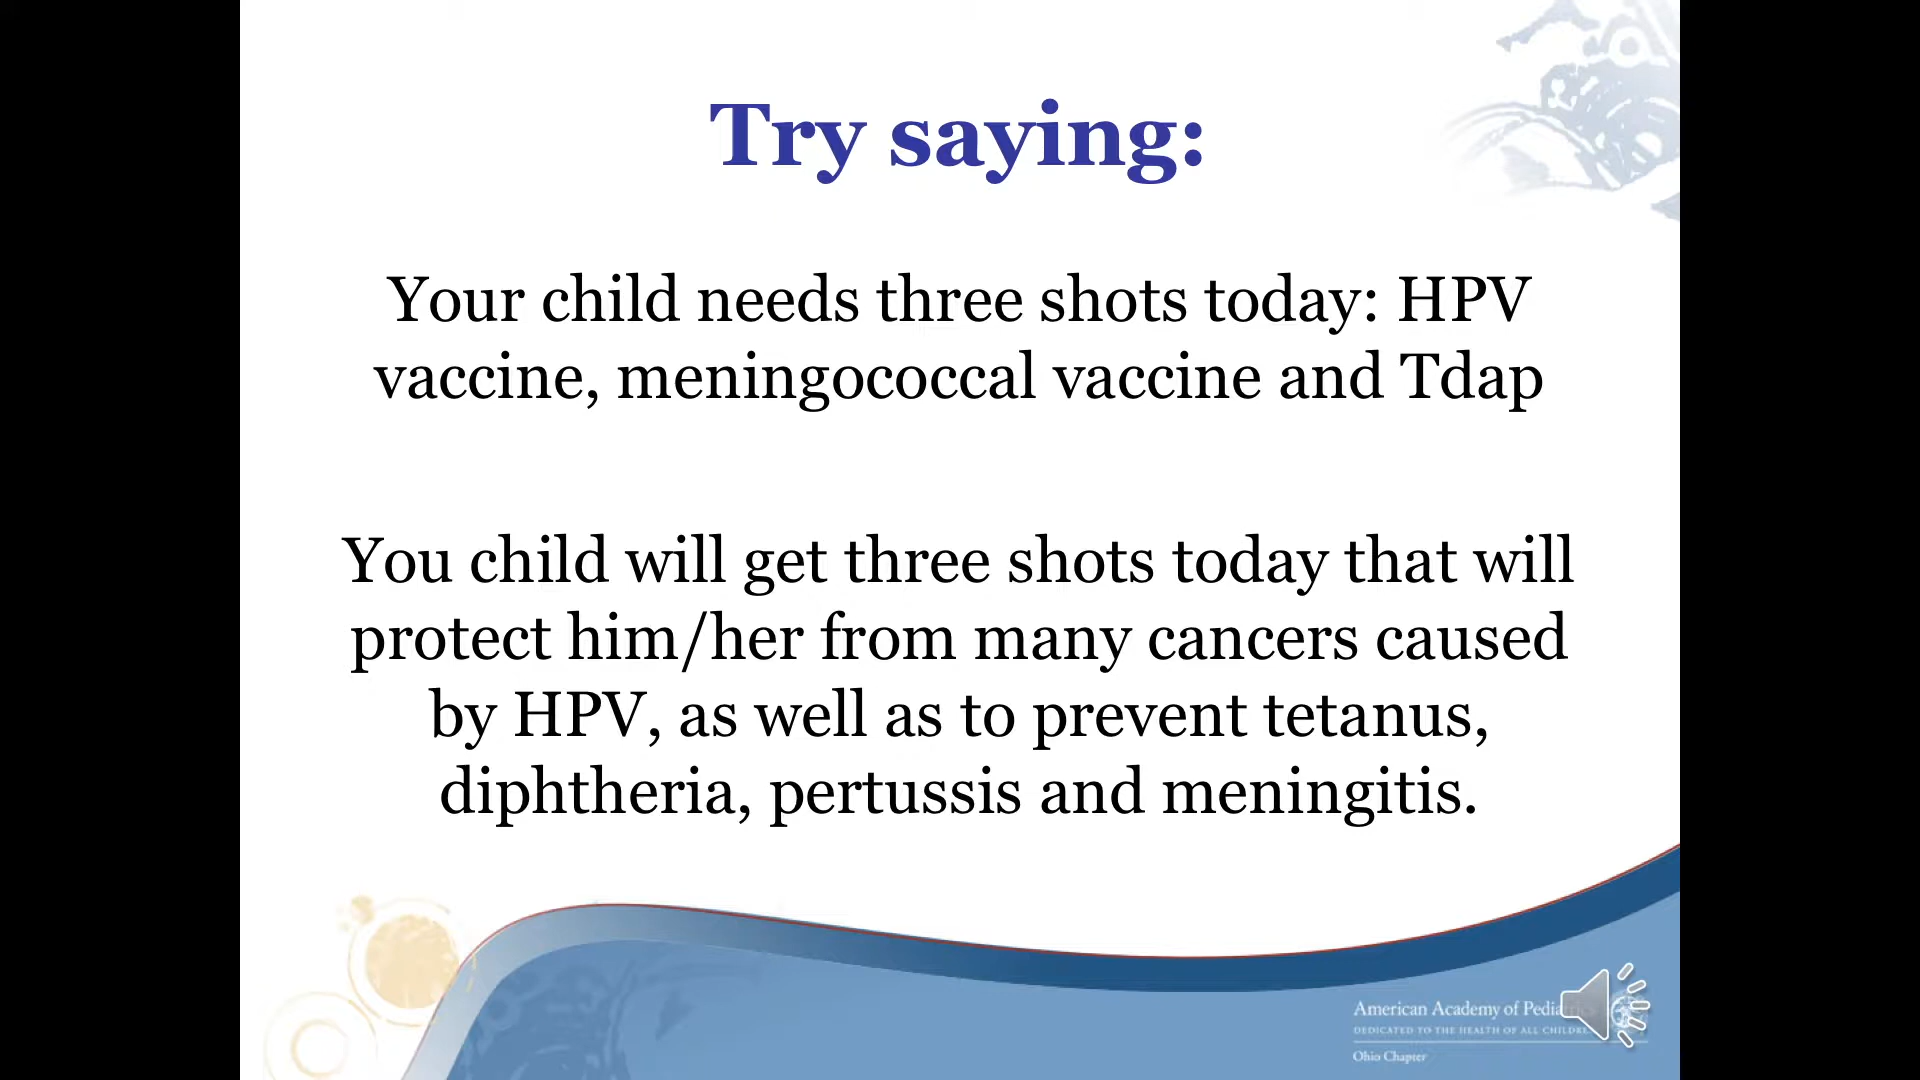 Try saying:
Your child needs three shots today: HPV
vaccine, meningococcal vaccine and Tdap
You child will get three shots today that will
protect him/her from many cancers caused
by HPV, as well as to prevent tetanus,
diphtheria, pertussis and meningitis.
American Academy of
DEDICATED TO THE HEALTH OF ALL
Ohio Chapter